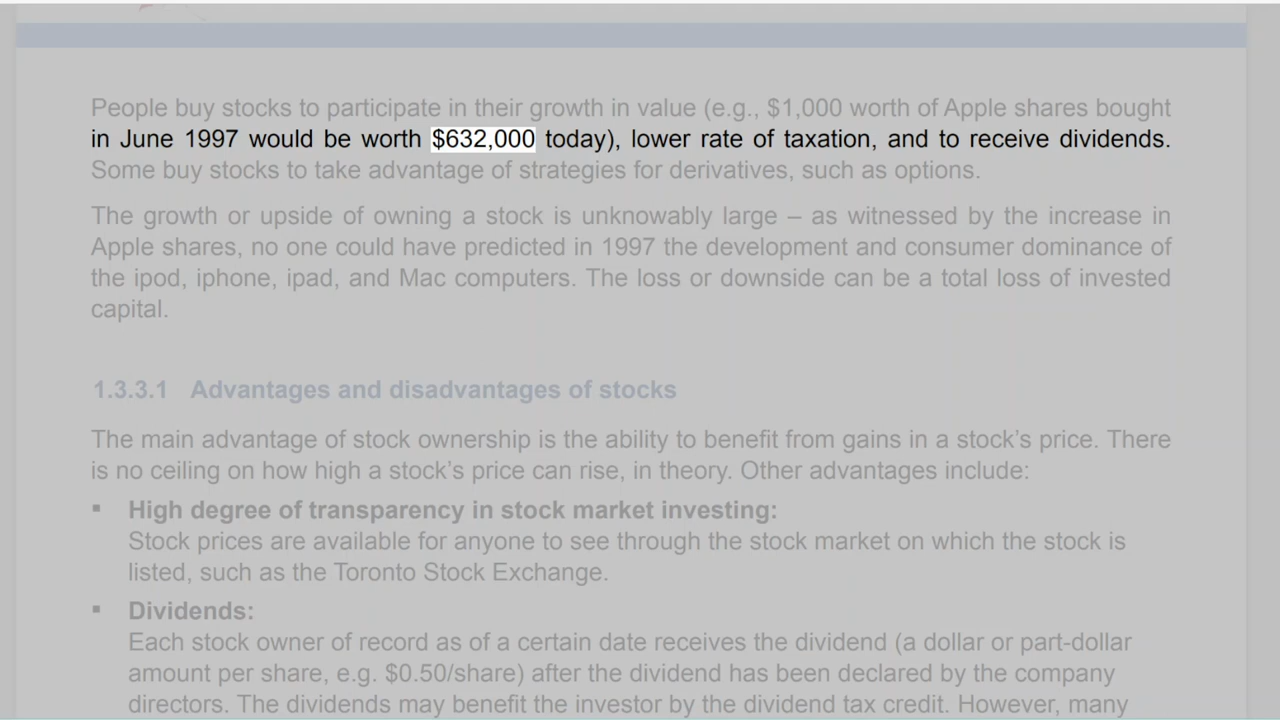 People buy stocks to participate in their growth in value (e.g., $1,000 worth of Apple shares bought
in June 1997 would be worth $632,000 today), lower rate of taxation, and to receive dividends.
Some buy stocks to take advantage of strategies for derivatives, such as options.
The growth or upside of owning a stock is unknowably large – as witnessed by the increase in
Apple shares, no one could have predicted in 1997 the development and consumer dominance of
the ipod, iphone, ipad, and Mac computers. The loss or downside can be a total loss of invested
capital.
1.3.3.1 Advantages and disadvantages of stocks
The main advantage of stock ownership is the ability to benefit from gains in a stock's price. There
is no ceiling on how high a stock's price can rise, in theory. Other advantages include:
▪ High degree of transparency in stock market investing:
Stock prices are available for anyone to see through the stock market on which the stock is
listed, such as the Toronto Stock Exchange.
▪ Dividends:
Each stock owner of record as of a certain date receives the dividend (a dollar or part-dollar
amount per share, e.g. $0.50/share) after the dividend has been declared by the company
directors. The dividends may benefit the investor by the dividend tax credit. However, many